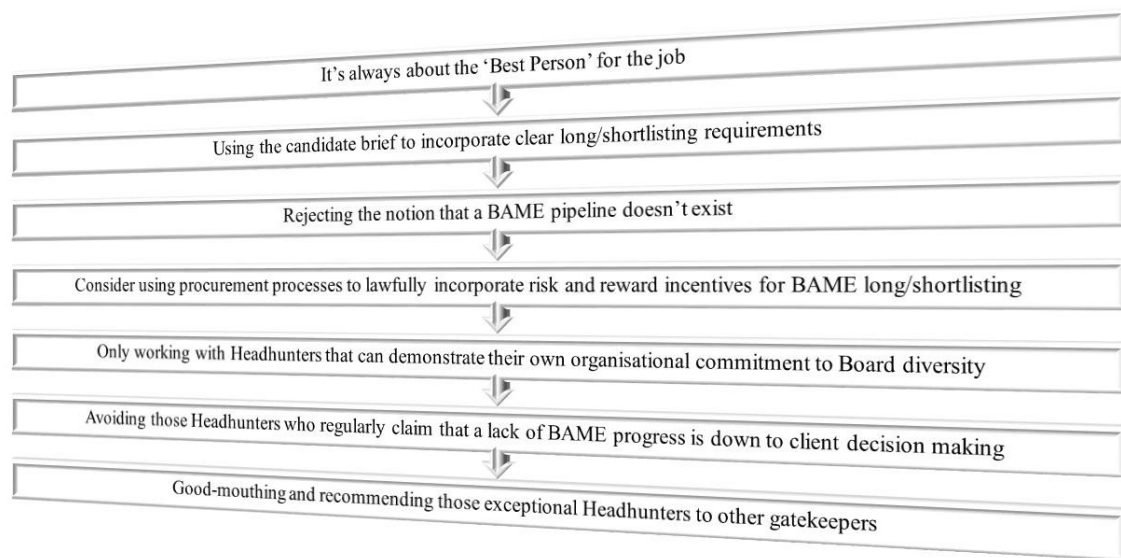 It’s always about the ‘Best Person’ for the job
Using the candidate brief to incorporate clear long/shortlisting requirements
Rejecting the notion that a BAME pipeline doesn’t exist
Consider using procurement processes to lawfully incorporate risk and reward incentives for BAME long/shortlisting
Only working with Headhunters that can demonstrate their own organisational commitment to Board diversity
Avoiding those Headhunters who regularly claim that a lack of BAME progress is down to client decision making
Good-mouthing and recommending those exceptional Headhunters to other gatekeepers